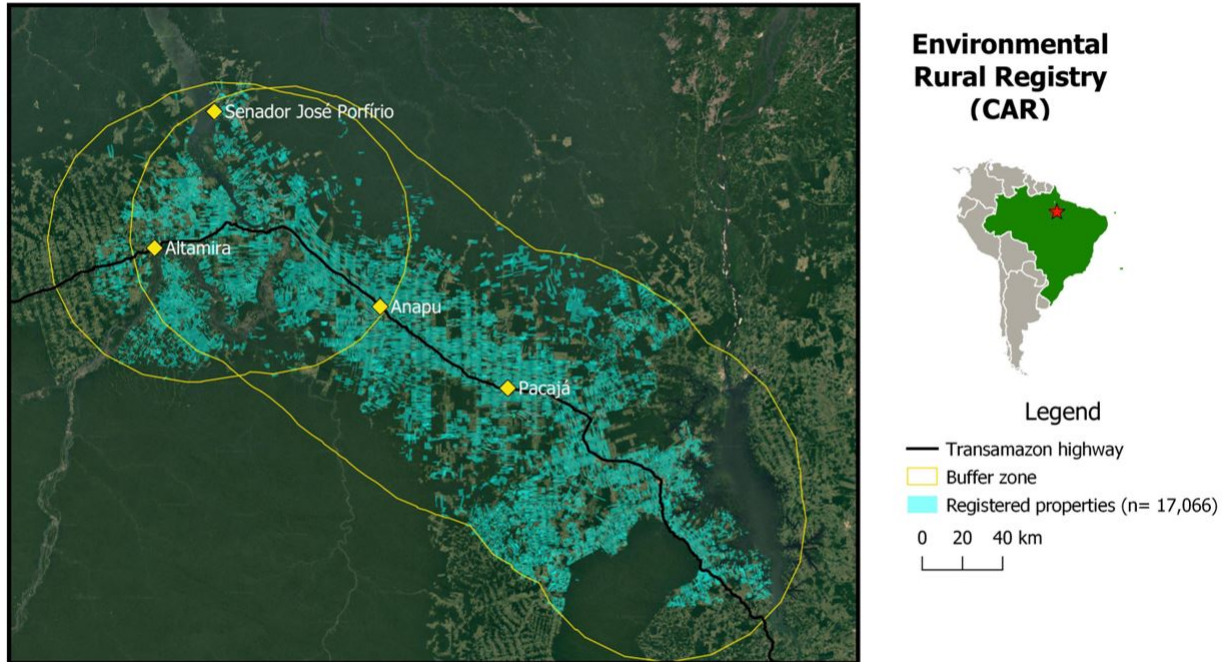 Environmental
Rural Registry
(CAR)
Senador José Porfírio
Altamira
Anapu
Pacajá
Legend
Transamazon highway
Buffer zone
Registered properties (n= 17,066)
0 20 40 km